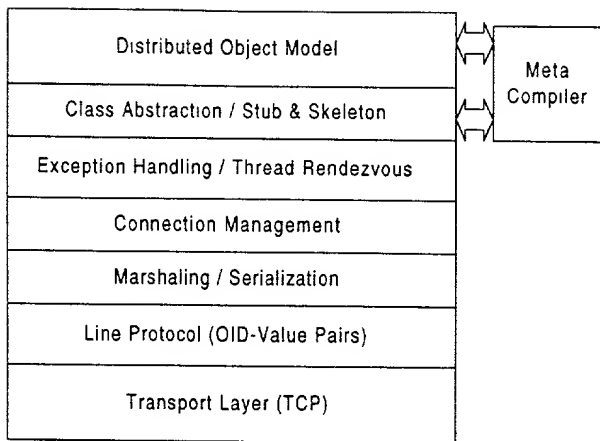 Distributed Object Model
Meta
Compiler
Class Abstraction / Stub & Skeleton
Exception Handling / Thread Rendezvous
Connection Management
Marshaling / Serialization
Line Protocol (OID-Value Pairs)
Transport Layer (TCP)